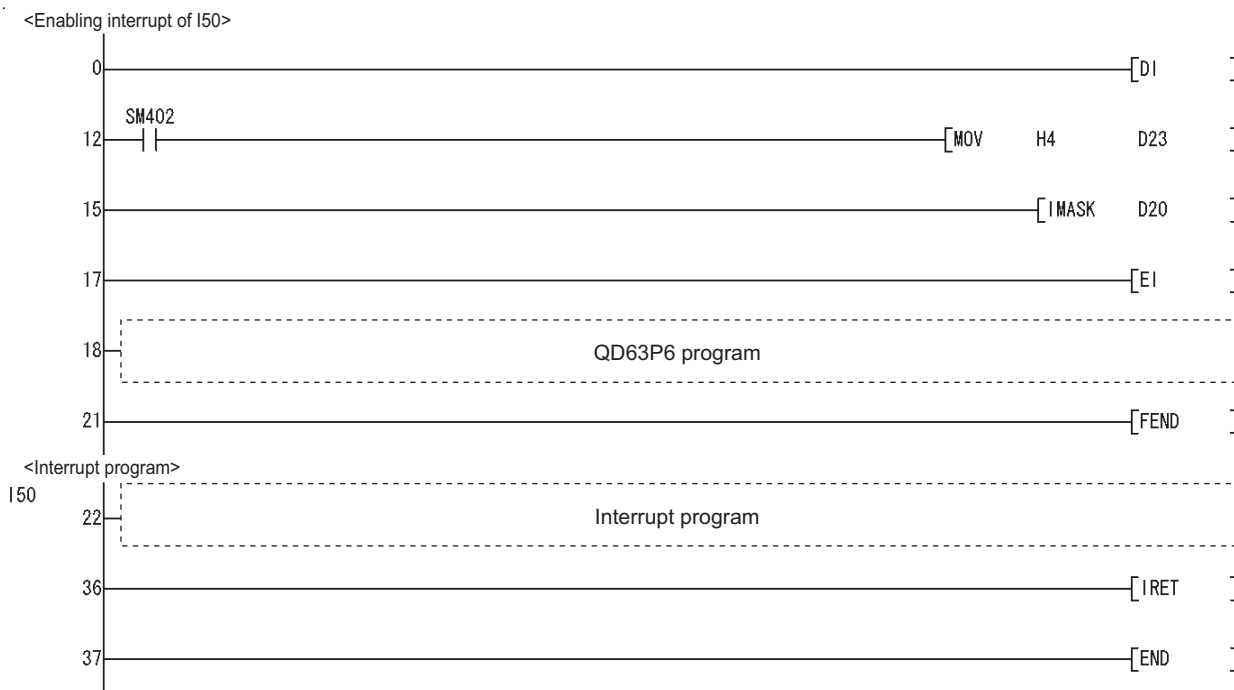 <Enabling interrupt of I50>
0 [DI ]
SM402
12 [MOV H4 D23 ]
15 [IMASK D20 ]
17 [EI ]
18 QD63P6 program
21 [FEND ]
<Interrupt program>
I50
22 Interrupt program
36 [IRET ]
37 [END ]